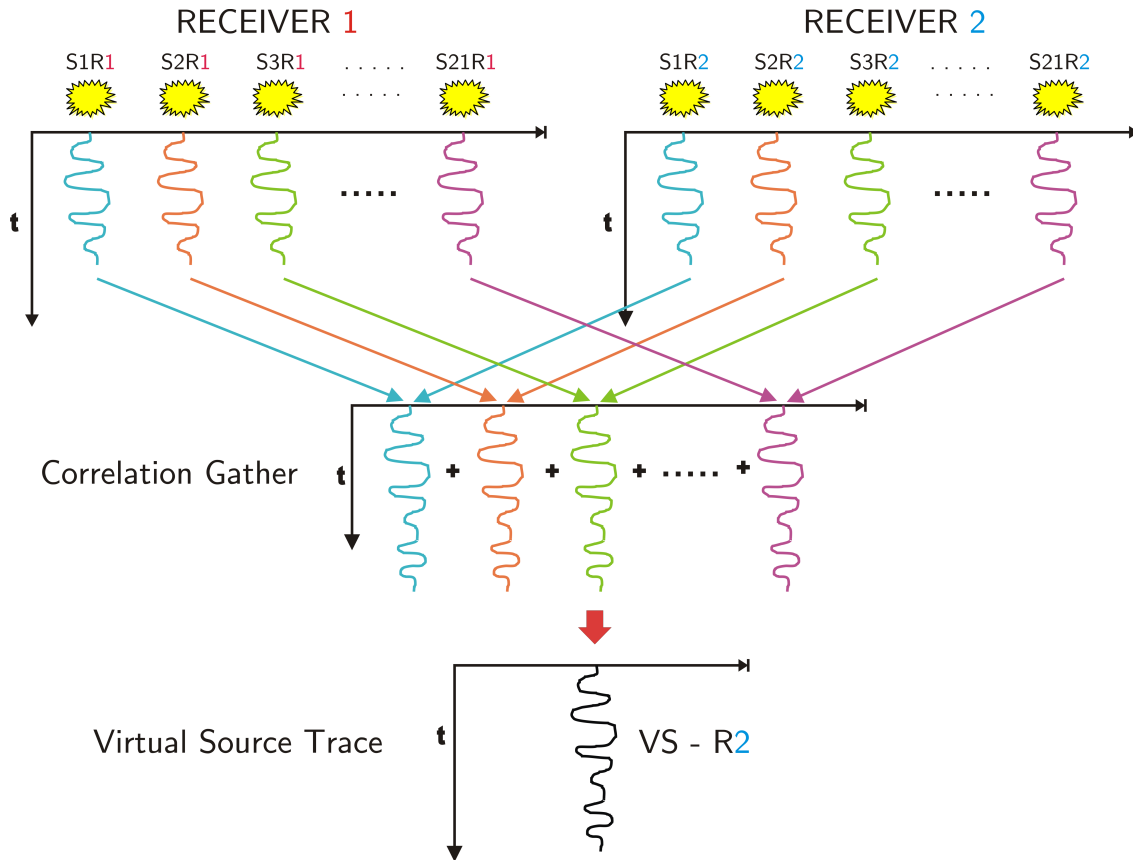 RECEIVER 1
RECEIVER 2
S1R1 S2R1 S3R1 . . . . . S21R1
S1R2 S2R2 S3R2 . . . . . S21R2
. . . . .
. . . . .
.....
.....
t
t
Correlation Gather
t
+ + + ..... +
Virtual Source Trace
t
VS - R2